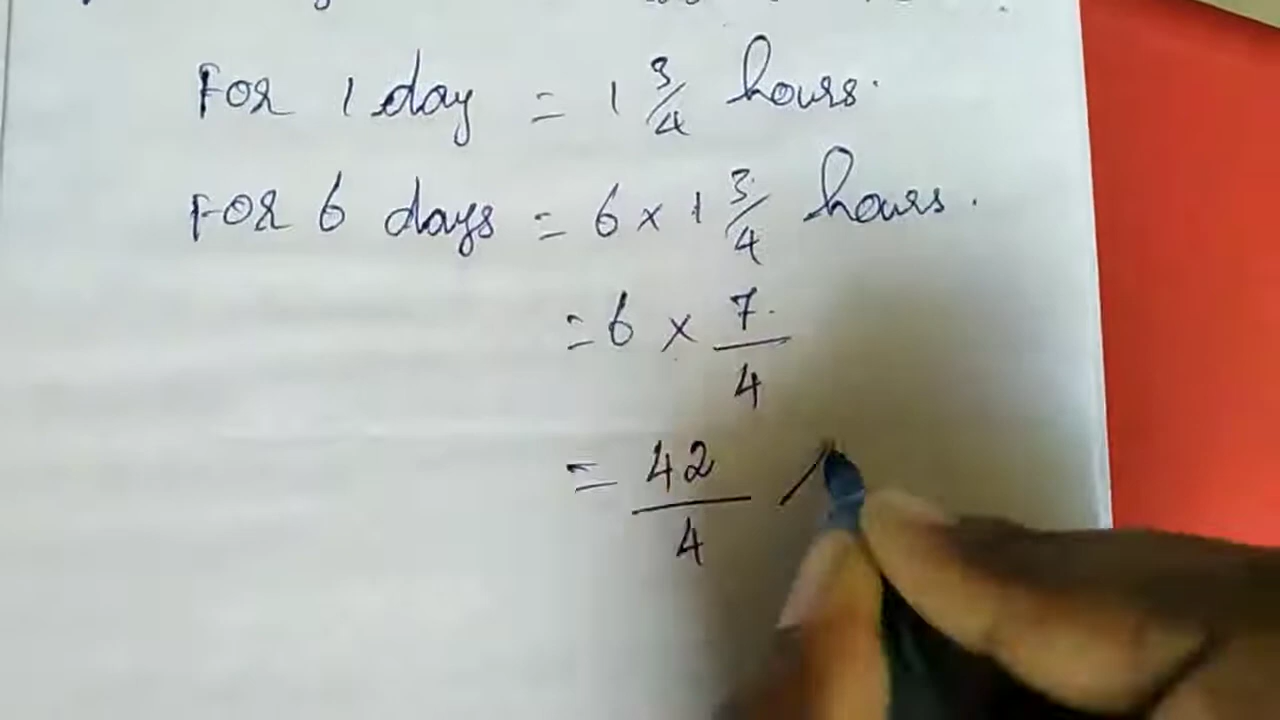 For 1 day = 1 3/4 hours.
For 6 days = 6 x 1 3/4 hours.
= 6 x 7/4
= 42/4